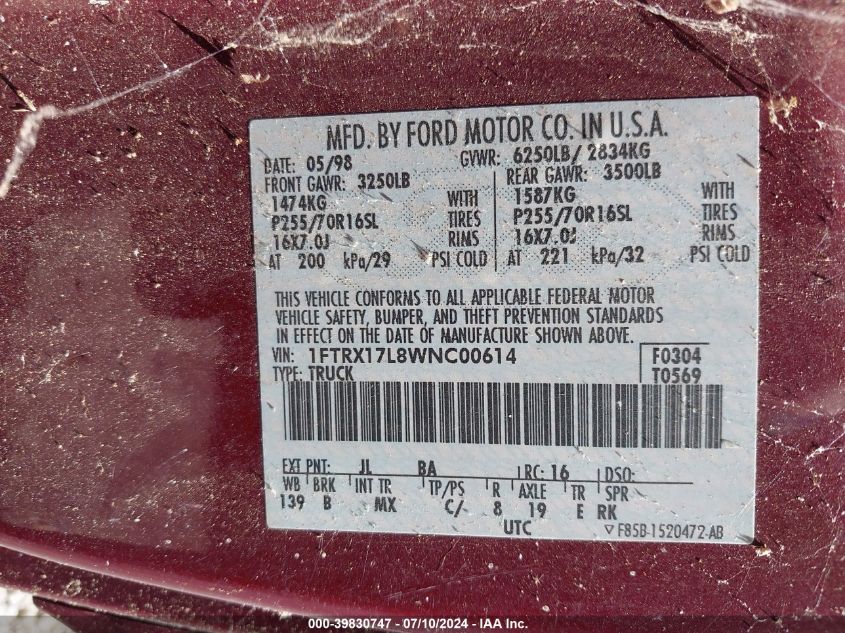 MFD. BY FORD MOTOR CO. IN U.S.A.
DATE: 05/98 GVWR: 6250LB/ 2834KG
FRONT GAWR: 3250LB REAR GAWR: 3500LB
1474KG WITH 1587KG WITH
P255/70R16SL TIRES P255/70R16SL TIRES
16X7.0J RIMS 16X7.0J RIMS
AT 200 kPa/29 PSI COLD AT 221 kPa/32 PSI COLD
THIS VEHICLE CONFORMS TO ALL APPLICABLE FEDERAL MOTOR
VEHICLE SAFETY, BUMPER, AND THEFT PREVENTION STANDARDS
IN EFFECT ON THE DATE OF MANUFACTURE SHOWN ABOVE.
VIN: 1FTRX17L8WNC00614 F0304
TYPE: TRUCK T0569
EXT PNT: JL BA RC: 16 DSO:
WB BRK INT TR TP/PS R AXLE TR SPR
139 B MX C/ 8 19 E RK
UTC F85B-1520472-AB
000-39830747 - 07/10/2024 - IAA Inc.